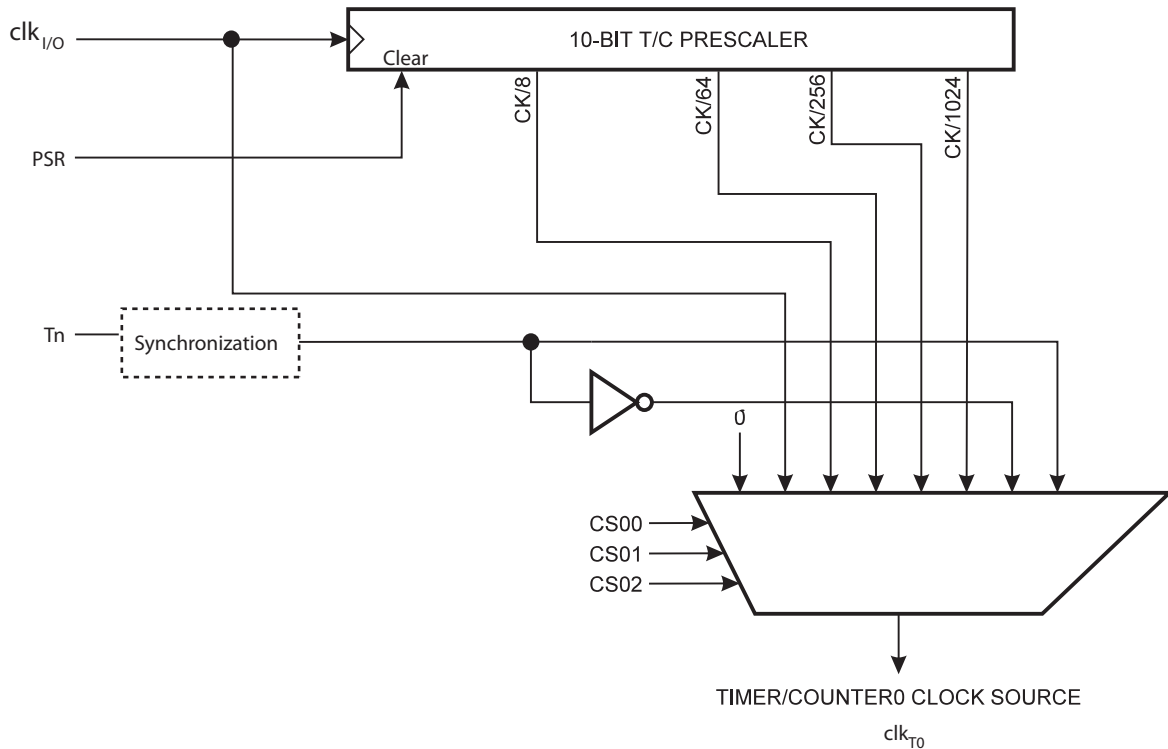 clkI/O
10-BIT T/C PRESCALER
Clear
CK/8
CK/64
CK/256
CK/1024
PSR
Tn
Synchronization
0
CS00
CS01
CS02
TIMER/COUNTER0 CLOCK SOURCE
clkT0